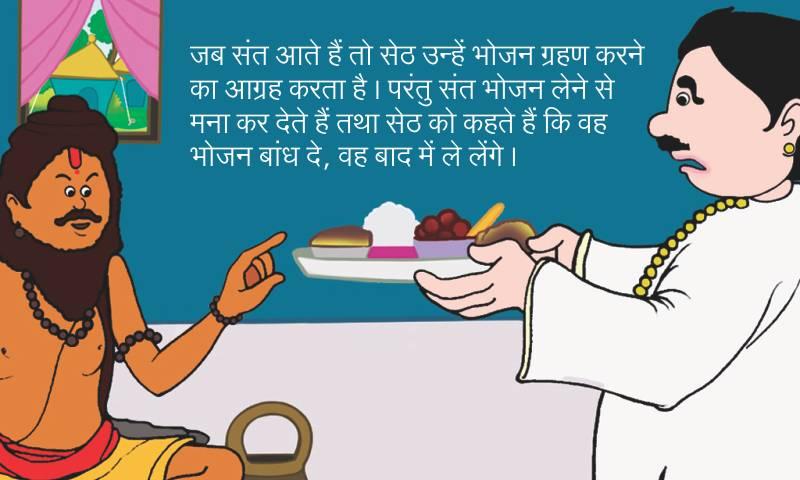 जब संत आते हैं तो सेठ उन्हें भोजन ग्रहण करने
का आग्रह करता है। परंतु संत भोजन लेने से
मना कर देते हैं तथा सेठ को कहते हैं कि वह
भोजन बांध दे, वह बाद में ले लेंगे।